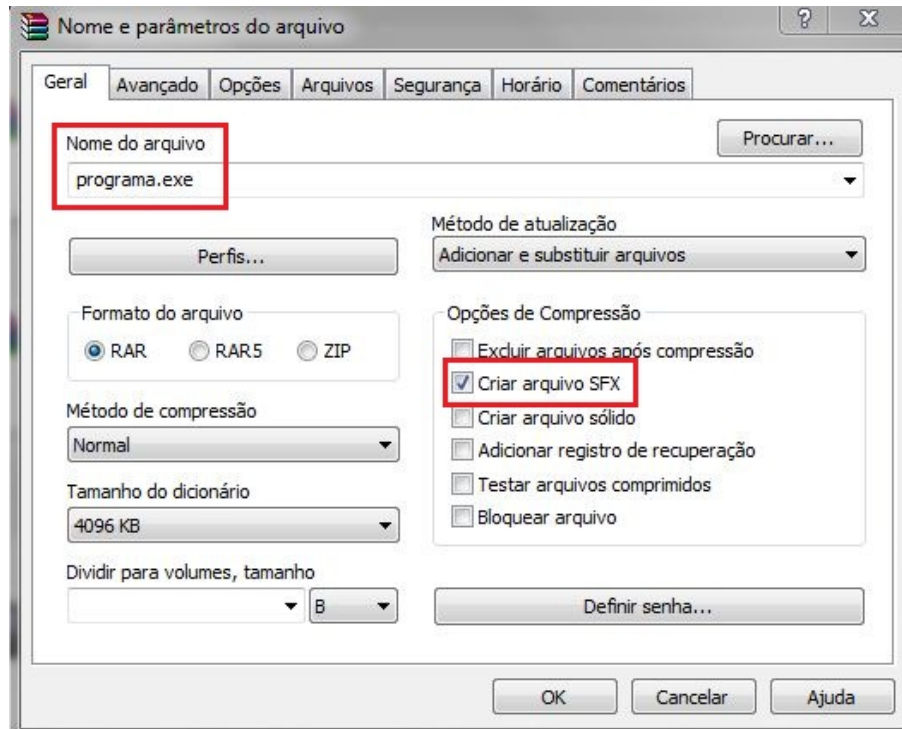 Nome e parâmetros do arquivo
Geral Avançado Opções Arquivos Segurança Horário Comentários
Nome do arquivo
Procurar...
programa.exe
Perfis...
Método de atualização
Adicionar e substituir arquivos
Formato do arquivo
RAR RAR5 ZIP
Opções de Compressão
Excluir arquivos após compressão
Criar arquivo SFX
Criar arquivo sólido
Adicionar registro de recuperação
Testar arquivos comprimidos
Bloquear arquivo
Método de compressão
Normal
Tamanho do dicionário
4096 KB
Dividir para volumes, tamanho
B
Definir senha...
OK Cancelar Ajuda